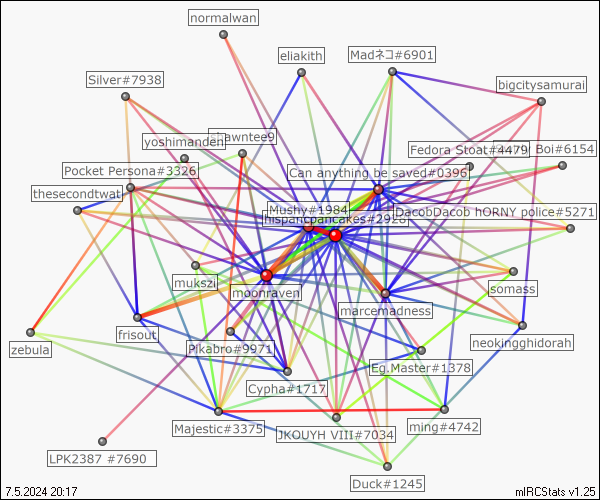 normalwan
eliakith
Madネコ#6901
Silver#7938
bigcitysamurai
yoshimanden
shawntee9
Fedora Stoat#4479
Boi#6154
Pocket Persona#3326
Can anything be saved#0396
thesecondtwat
Mushy#1984
hispanicpancakes#2926
DacobDacob hORNY police#5271
mukszi
moonraven
somass
marcemadness
frisout
Pikabro#9971
neokingghidorah
zebula
Eg.Master#1378
Cypha#1717
Majestic#3375
JKOUYH VIII#7034
ming#4742
LPK2387 #7690
Duck#1245
7.5.2024 20:17
mIRCStats v1.25